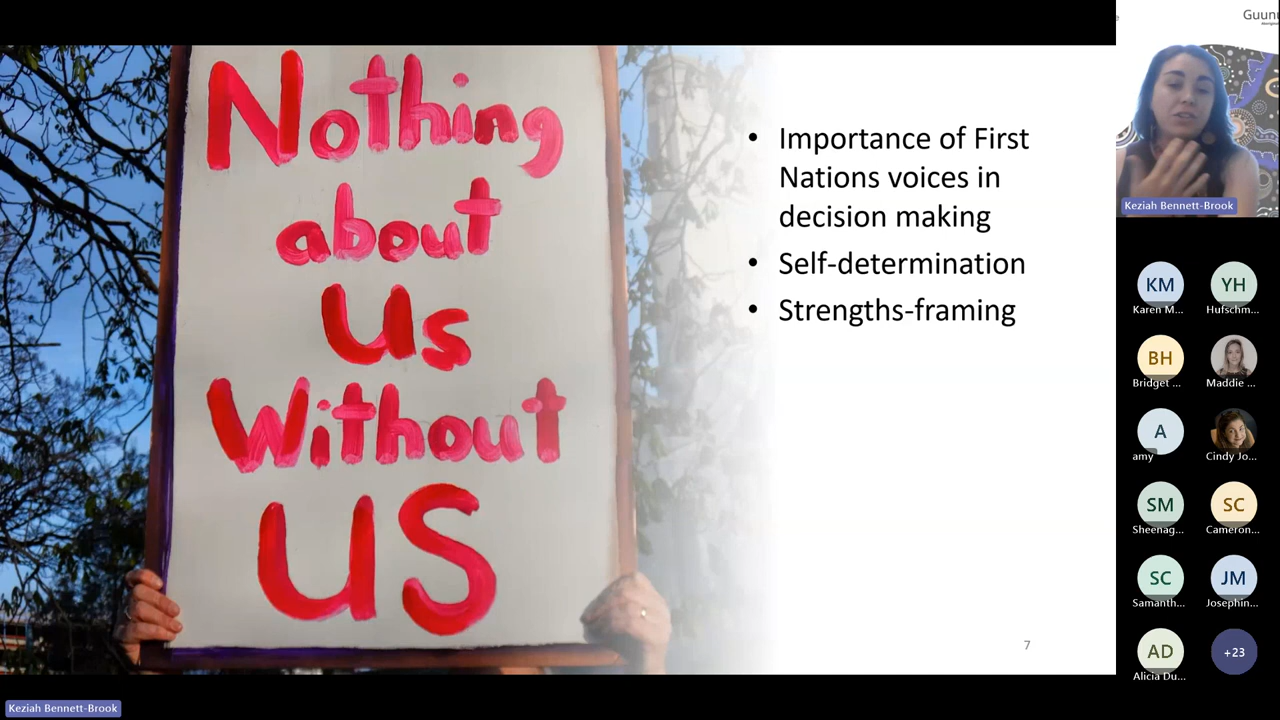 Nothing
about
Us
Without
US
• Importance of First
Nations voices in
decision making
• Self-determination
• Strengths-framing
7
Keziah Bennett-Brook
Keziah Bennett-Brook
KM
Karen M...
YH
Hufschm...
BH
Bridget ...
Maddie ...
A
amy
Cindy Jo...
SM
Sheenag...
SC
Cameron...
SC
Samanth...
JM
Josephin...
AD
Alicia Du...
+23